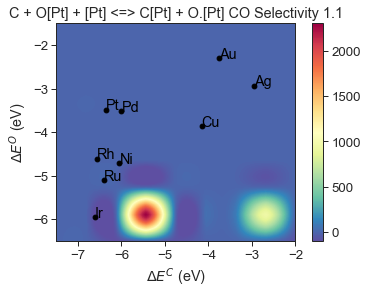 C + O[Pt] + [Pt] <=> C[Pt] + O.[Pt] CO Selectivity 1.1
−2
−3
−4
−5
−6
ΔE^O (eV)
Au
Ag
Pt
Pd
Cu
Rh
Ni
Ru
Ir
−7
−6
−5
−4
−3
−2
ΔE^C (eV)
2000
1500
1000
500
0